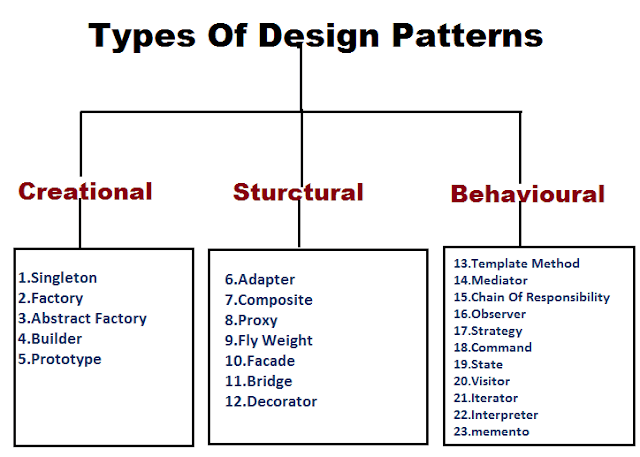 Types Of Design Patterns
Creational
Sturctural
Behavioural
1.Singleton
2.Factory
3.Abstract Factory
4.Builder
5.Prototype
6.Adapter
7.Composite
8.Proxy
9.Fly Weight
10.Facade
11.Bridge
12.Decorator
13.Template Method
14.Mediator
15.Chain Of Responsibility
16.Observer
17.Strategy
18.Command
19.State
20.Visitor
21.Iterator
22.Interpreter
23.memento